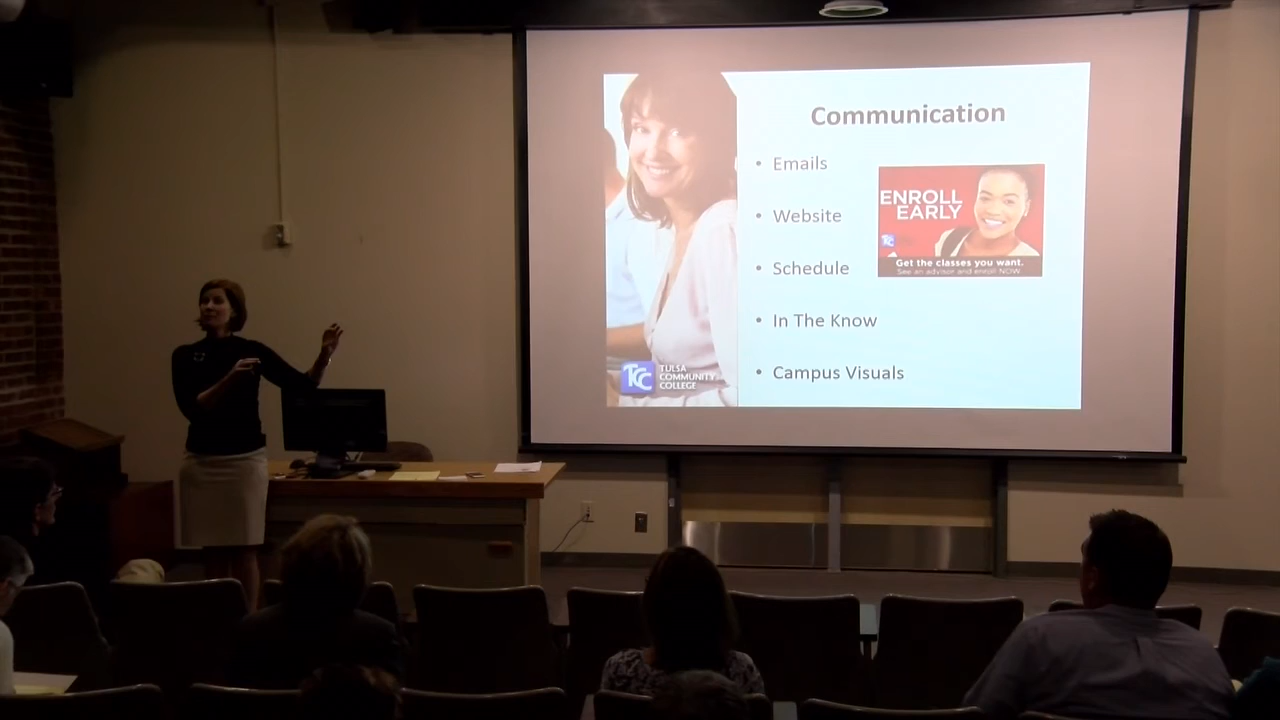 Communication
• Emails
• Website
• Schedule
• In The Know
• Campus Visuals
ENROLL
EARLY
TC
Get the classes you want.
See an advisor and enroll NOW.
TCC
TULSA
COMMUNITY
COLLEGE